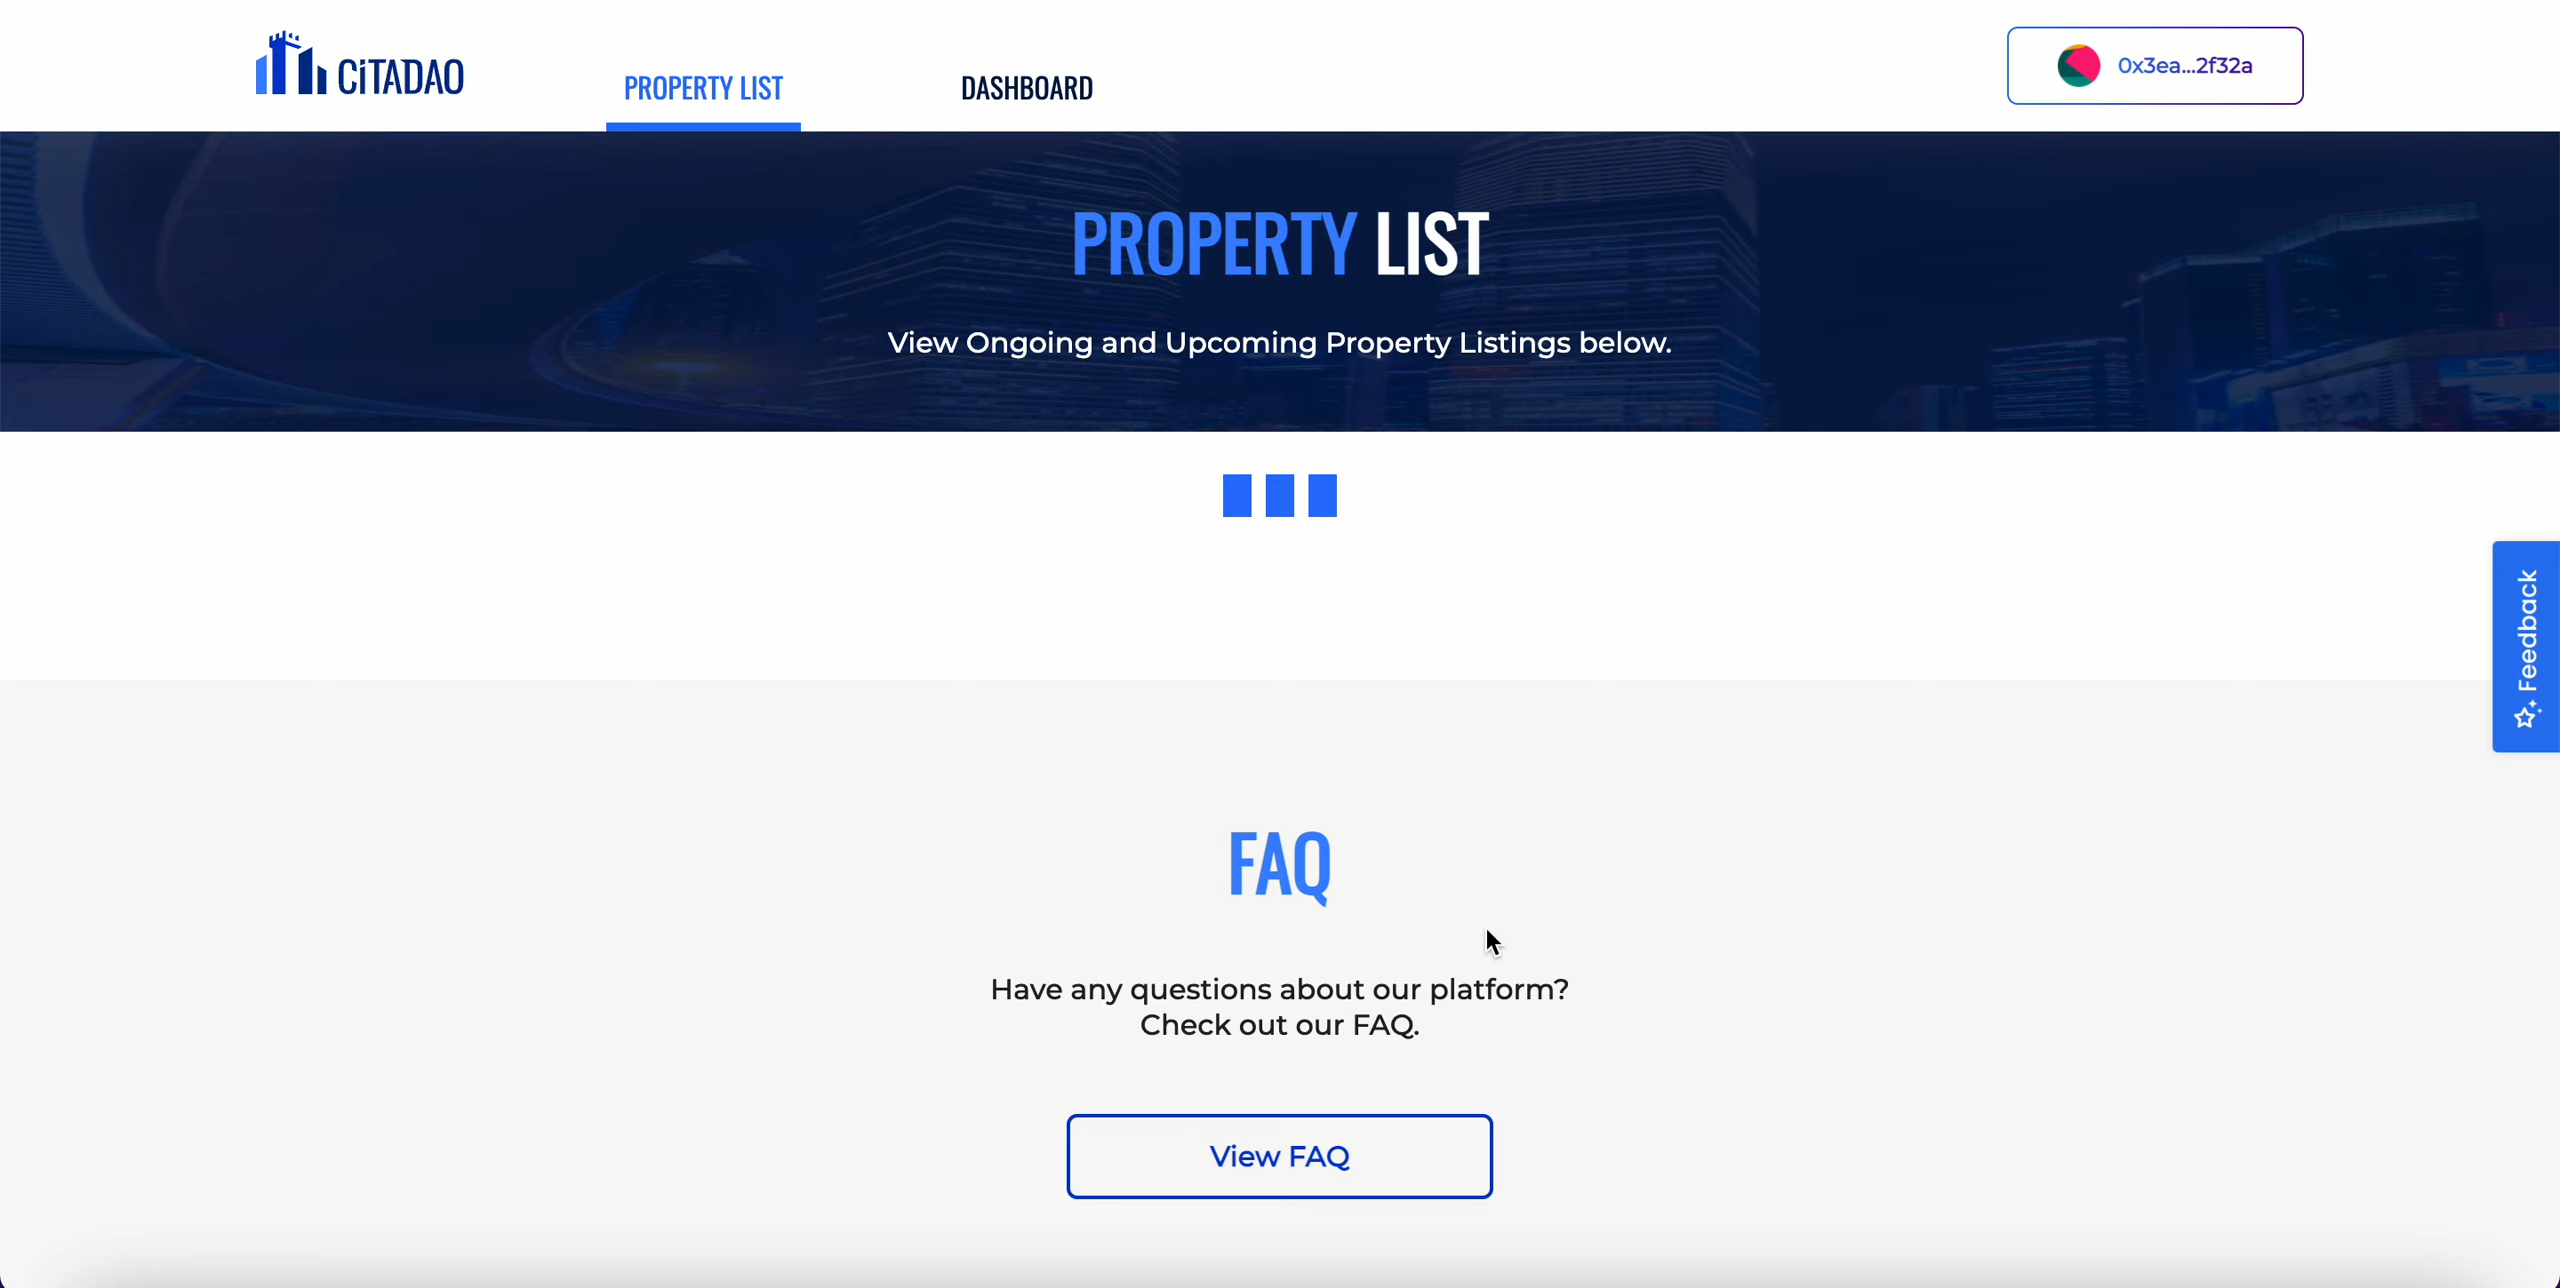 CiTADAO
PROPERTY LIST
DASHBOARD
0x3ea...2f32a
PROPERTY LIST
View Ongoing and Upcoming Property Listings below.
Feedback
FAQ
Have any questions about our platform?
Check out our FAQ.
View FAQ